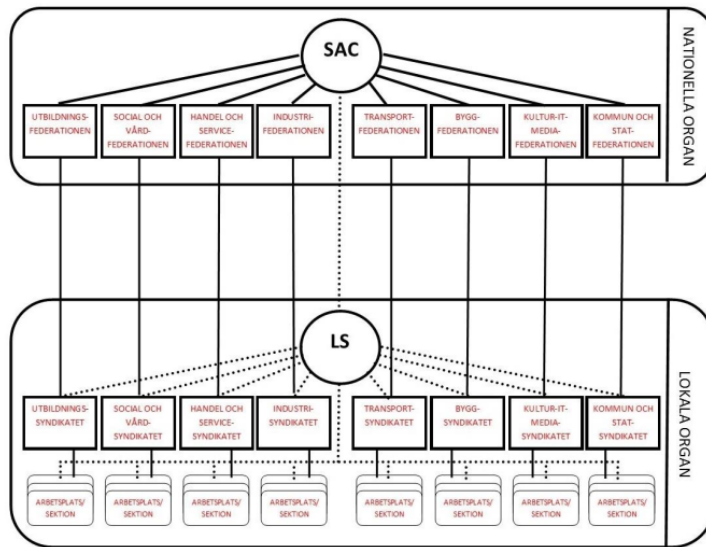 SAC
UTBILDNINGS-
FEDERATIONEN
SOCIAL OCH
VÅRD-
FEDERATIONEN
HANDEL OCH
SERVICE-
FEDERATIONEN
INDUSTRI-
FEDERATIONEN
TRANSPORT-
FEDERATIONEN
BYGG-
FEDERATIONEN
KULTUR-IT-
MEDIA-
FEDERATIONEN
KOMMUN OCH
STAT-
FEDERATIONEN
NATIONELLA ORGAN
LS
UTBILDNINGS-
SYNDIKATET
SOCIAL OCH
VÅRD-
SYNDIKATET
HANDEL OCH
SERVICE-
SYNDIKATET
INDUSTRI-
SYNDIKATET
TRANSPORT-
SYNDIKATET
BYGG-
SYNDIKATET
KULTUR-IT-
MEDIA-
SYNDIKATET
KOMMUN OCH
STAT-
SYNDIKATET
ARBETSPLATS/
SEKTION
ARBETSPLATS/
SEKTION
ARBETSPLATS/
SEKTION
ARBETSPLATS/
SEKTION
ARBETSPLATS/
SEKTION
ARBETSPLATS/
SEKTION
ARBETSPLATS/
SEKTION
ARBETSPLATS/
SEKTION
LOKALA ORGAN